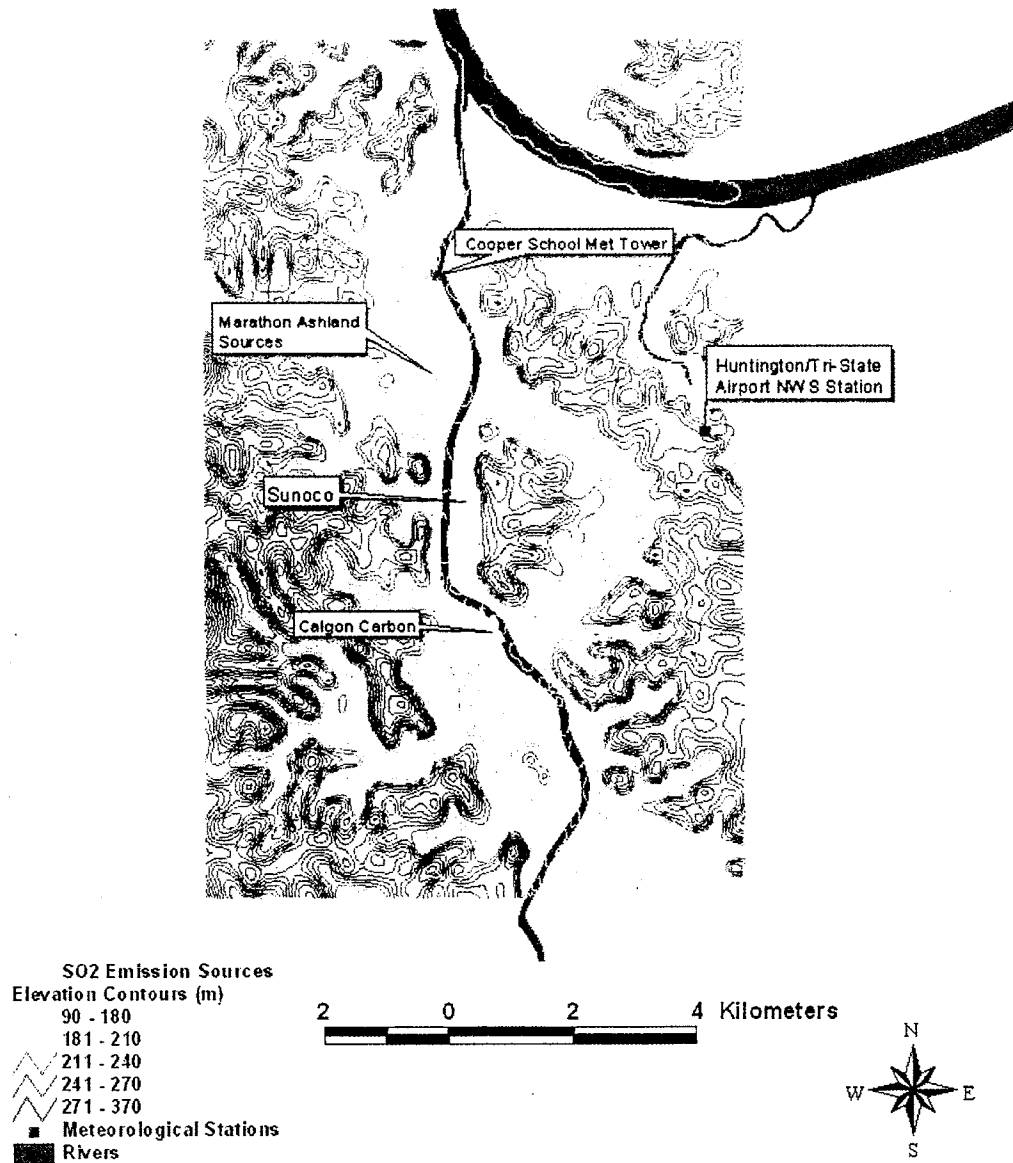 Cooper School Met Tower
Marathon Ashland
Sources
Huntington/Tri-State
Airport NWS Station
Sunoco
Calgon Carbon
SO2 Emission Sources
Elevation Contours (m)
90 - 180
181 - 210
211 - 240
241 - 270
271 - 370
Meteorological Stations
Rivers
2 0 2 4 Kilometers
N
W E
S